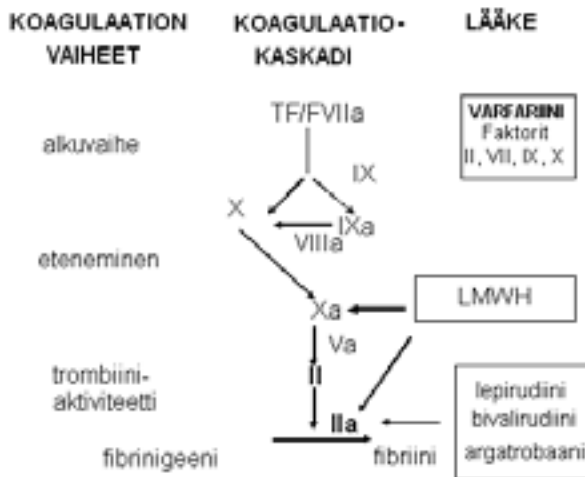 KOAGULAATION
VAIHEET
KOAGULAATIO-
KASKADI
LÄÄKE
TF/FVIIa
VARFARIINI
Faktorit
II, VII, IX, X
alkuvaihe
IX
X
IXa
VIIIa
eteneminen
Xa
LMWH
Va
II
trombiini-
aktiviteetti
IIa
lepirudiini
bivalirudiini
argatrobaani
fibrinigeeni
fibriini